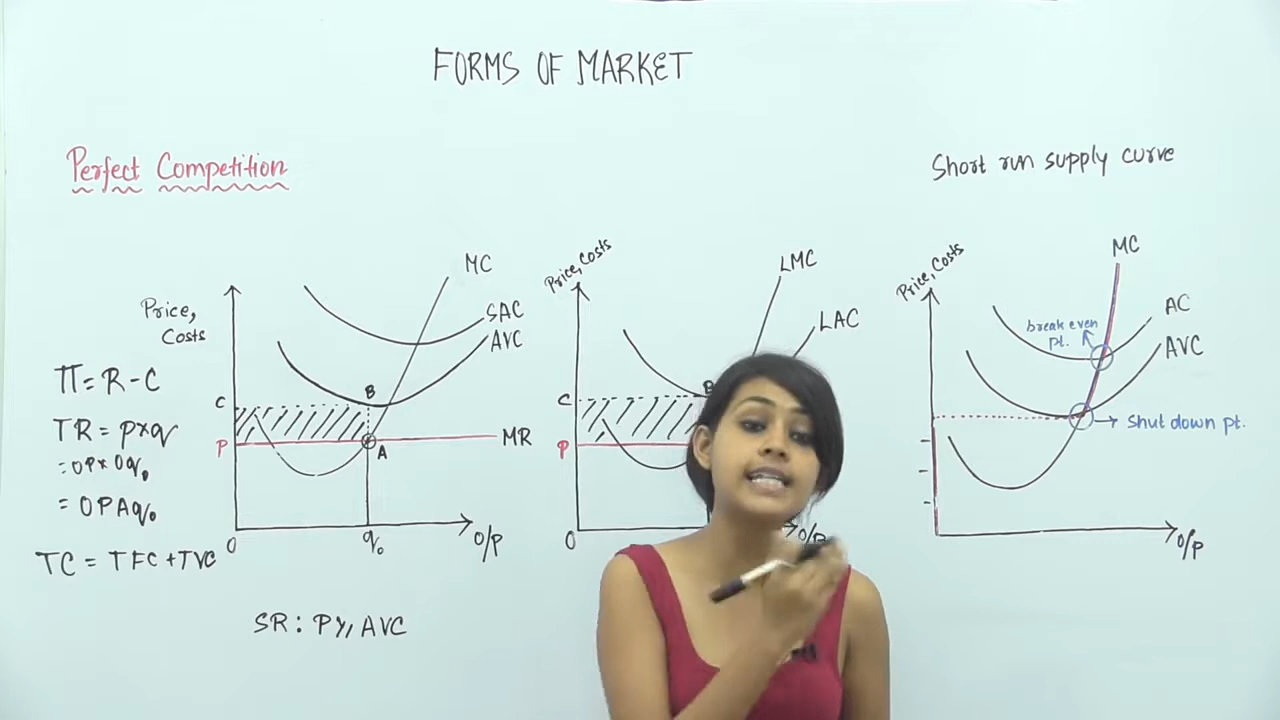 FORMS OF MARKET
Perfect Competition
Short run supply curve
Price,
Costs
MC
SAC
AVC
C
P
B
A
MR
O
q₀
O/P
π = R - C
TR = p×q
= OP × Oq₀
= OPAq₀
TC = TFC + TVC
SR : P ≥ AVC
Price, Costs
LMC
LAC
C
P
B
O
O/P
Price, Costs
MC
AC
AVC
break even
pt.
→ Shut down pt.
O/P